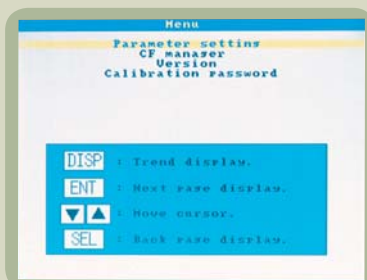 Menu
Parameter setting
CF manager
Version
Calibration password
DISP : Trend display.
ENT : Next page display.
▼ ▲ : Move cursor.
SEL : Back page display.